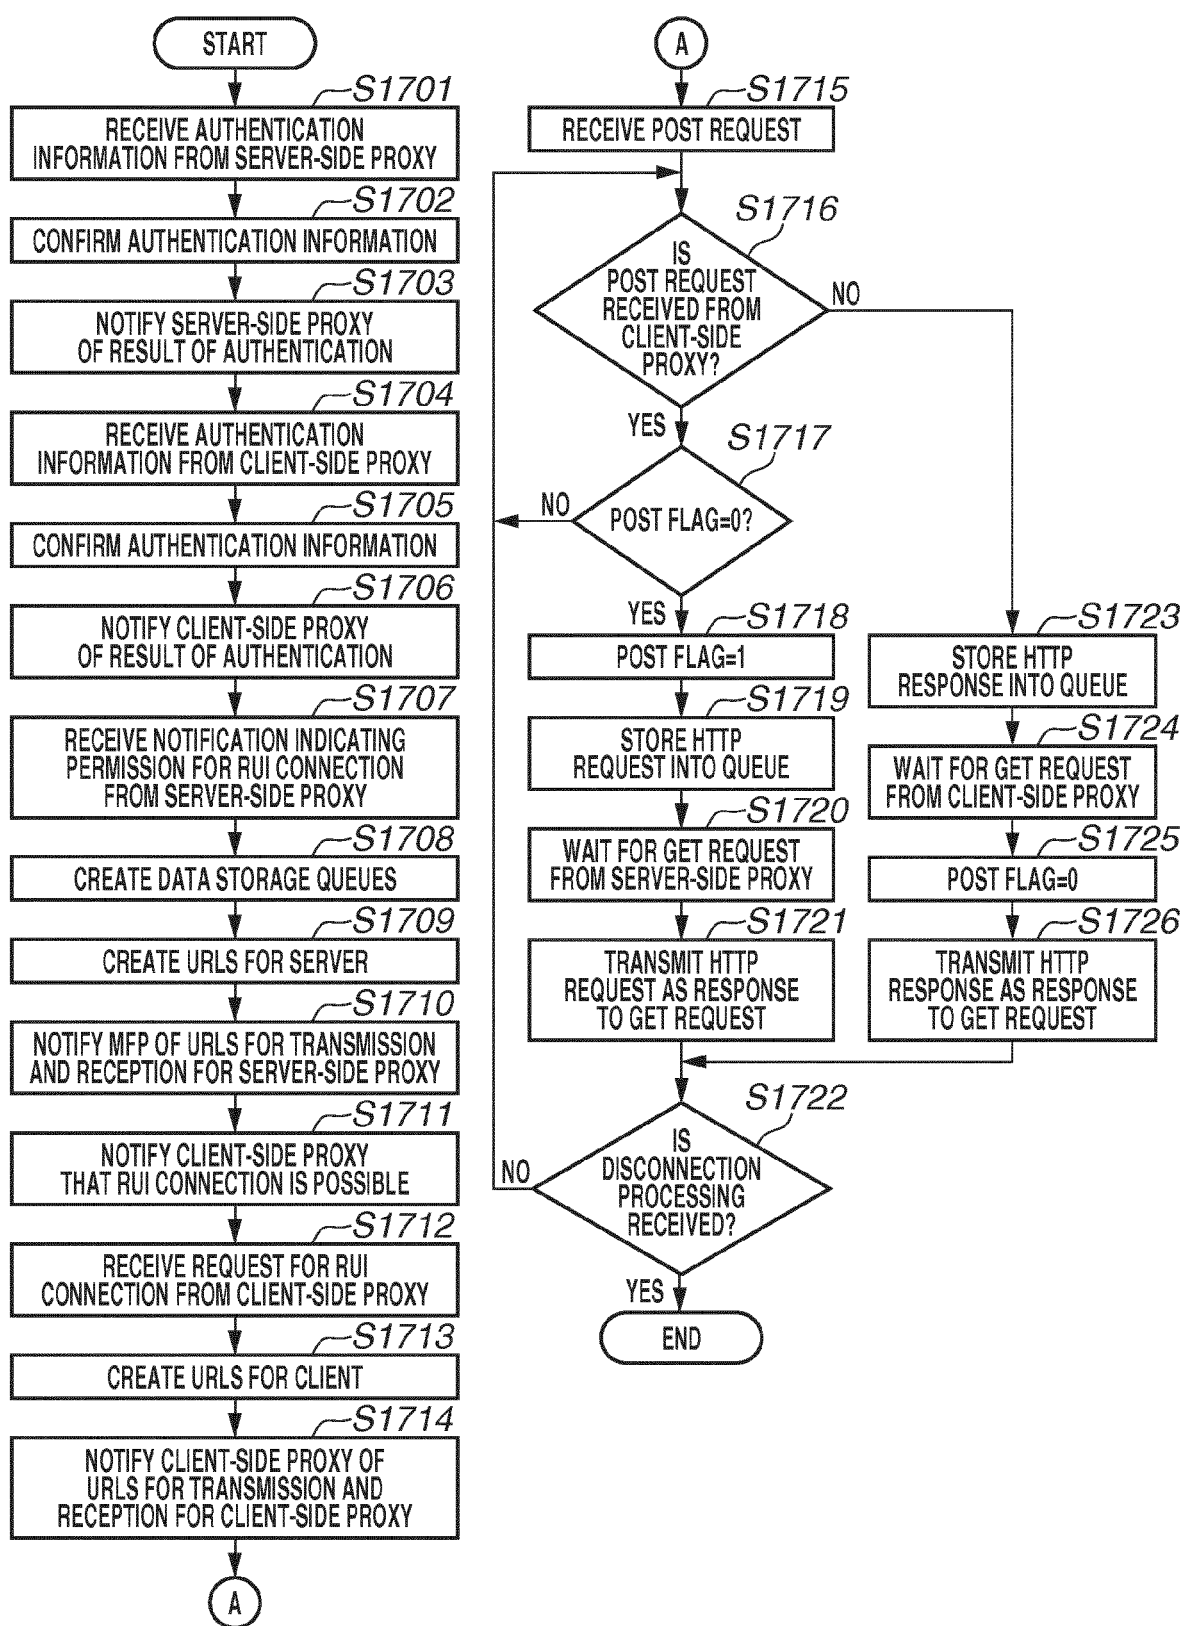 START
S1701
RECEIVE AUTHENTICATION
INFORMATION FROM SERVER-SIDE PROXY
S1702
CONFIRM AUTHENTICATION INFORMATION
S1703
NOTIFY SERVER-SIDE PROXY
OF RESULT OF AUTHENTICATION
S1704
RECEIVE AUTHENTICATION
INFORMATION FROM CLIENT-SIDE PROXY
S1705
CONFIRM AUTHENTICATION INFORMATION
S1706
NOTIFY CLIENT-SIDE PROXY
OF RESULT OF AUTHENTICATION
S1707
RECEIVE NOTIFICATION INDICATING
PERMISSION FOR RUI CONNECTION
FROM SERVER-SIDE PROXY
S1708
CREATE DATA STORAGE QUEUES
S1709
CREATE URLS FOR SERVER
S1710
NOTIFY MFP OF URLS FOR TRANSMISSION
AND RECEPTION FOR SERVER-SIDE PROXY
S1711
NOTIFY CLIENT-SIDE PROXY
THAT RUI CONNECTION IS POSSIBLE
S1712
RECEIVE REQUEST FOR RUI
CONNECTION FROM CLIENT-SIDE PROXY
S1713
CREATE URLS FOR CLIENT
S1714
NOTIFY CLIENT-SIDE PROXY OF
URLS FOR TRANSMISSION AND
RECEPTION FOR CLIENT-SIDE PROXY
A
A
S1715
RECEIVE POST REQUEST
S1716
IS
POST REQUEST
RECEIVED FROM
CLIENT-SIDE
PROXY?
NO
YES
S1717
POST FLAG=0?
NO
YES
S1718
POST FLAG=1
S1719
STORE HTTP
REQUEST INTO QUEUE
S1720
WAIT FOR GET REQUEST
FROM SERVER-SIDE PROXY
S1721
TRANSMIT HTTP
REQUEST AS RESPONSE
TO GET REQUEST
S1723
STORE HTTP
RESPONSE INTO QUEUE
S1724
WAIT FOR GET REQUEST
FROM CLIENT-SIDE PROXY
S1725
POST FLAG=0
S1726
TRANSMIT HTTP
RESPONSE AS RESPONSE
TO GET REQUEST
S1722
IS
DISCONNECTION
PROCESSING
RECEIVED?
NO
YES
END